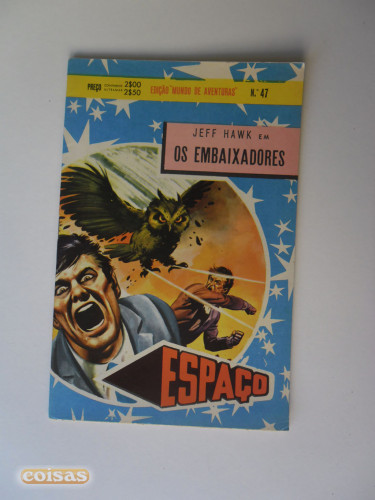 PREÇO
2$00
2$50
EDIÇÃO "MUNDO DE AVENTURAS"
N.º 47
JEFF HAWK EM
OS EMBAIXADORES
ESPAÇO
coisas